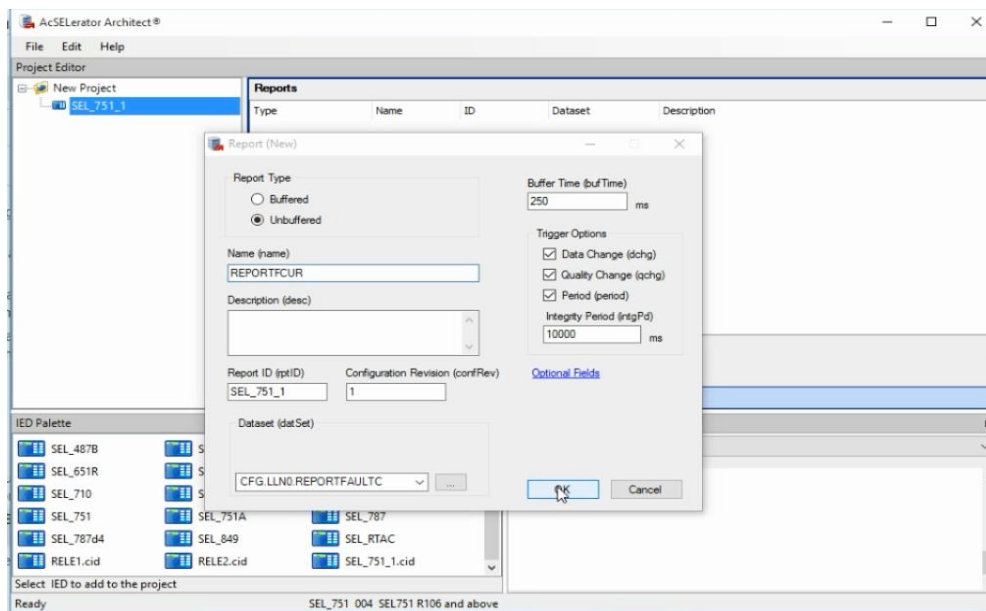 AcSELerator Architect®
File Edit Help
Project Editor
New Project
SEL_751_1
Reports
Type Name ID Dataset Description
Report (New)
Report Type
Buffered
Unbuffered
Name (name)
REPORTFCUR
Description (desc)
Report ID (rptID) Configuration Revision (confRev)
SEL_751_1 1
Dataset (datSet)
CFG.LLN0.REPORTFAULTC ...
Buffer Time (bufTime)
250 ms
Trigger Options
Data Change (dchg)
Quality Change (qchg)
Period (period)
Integrity Period (intgPd)
10000 ms
Optional Fields
OK Cancel
IED Palette
SEL_487B
SEL_651R
SEL_710
SEL_751 SEL_751A SEL_787
SEL_787d4 SEL_849 SEL_RTAC
RELE1.cid RELE2.cid SEL_751_1.cid
Select IED to add to the project
Ready SEL_751 004 SEL751 R106 and above